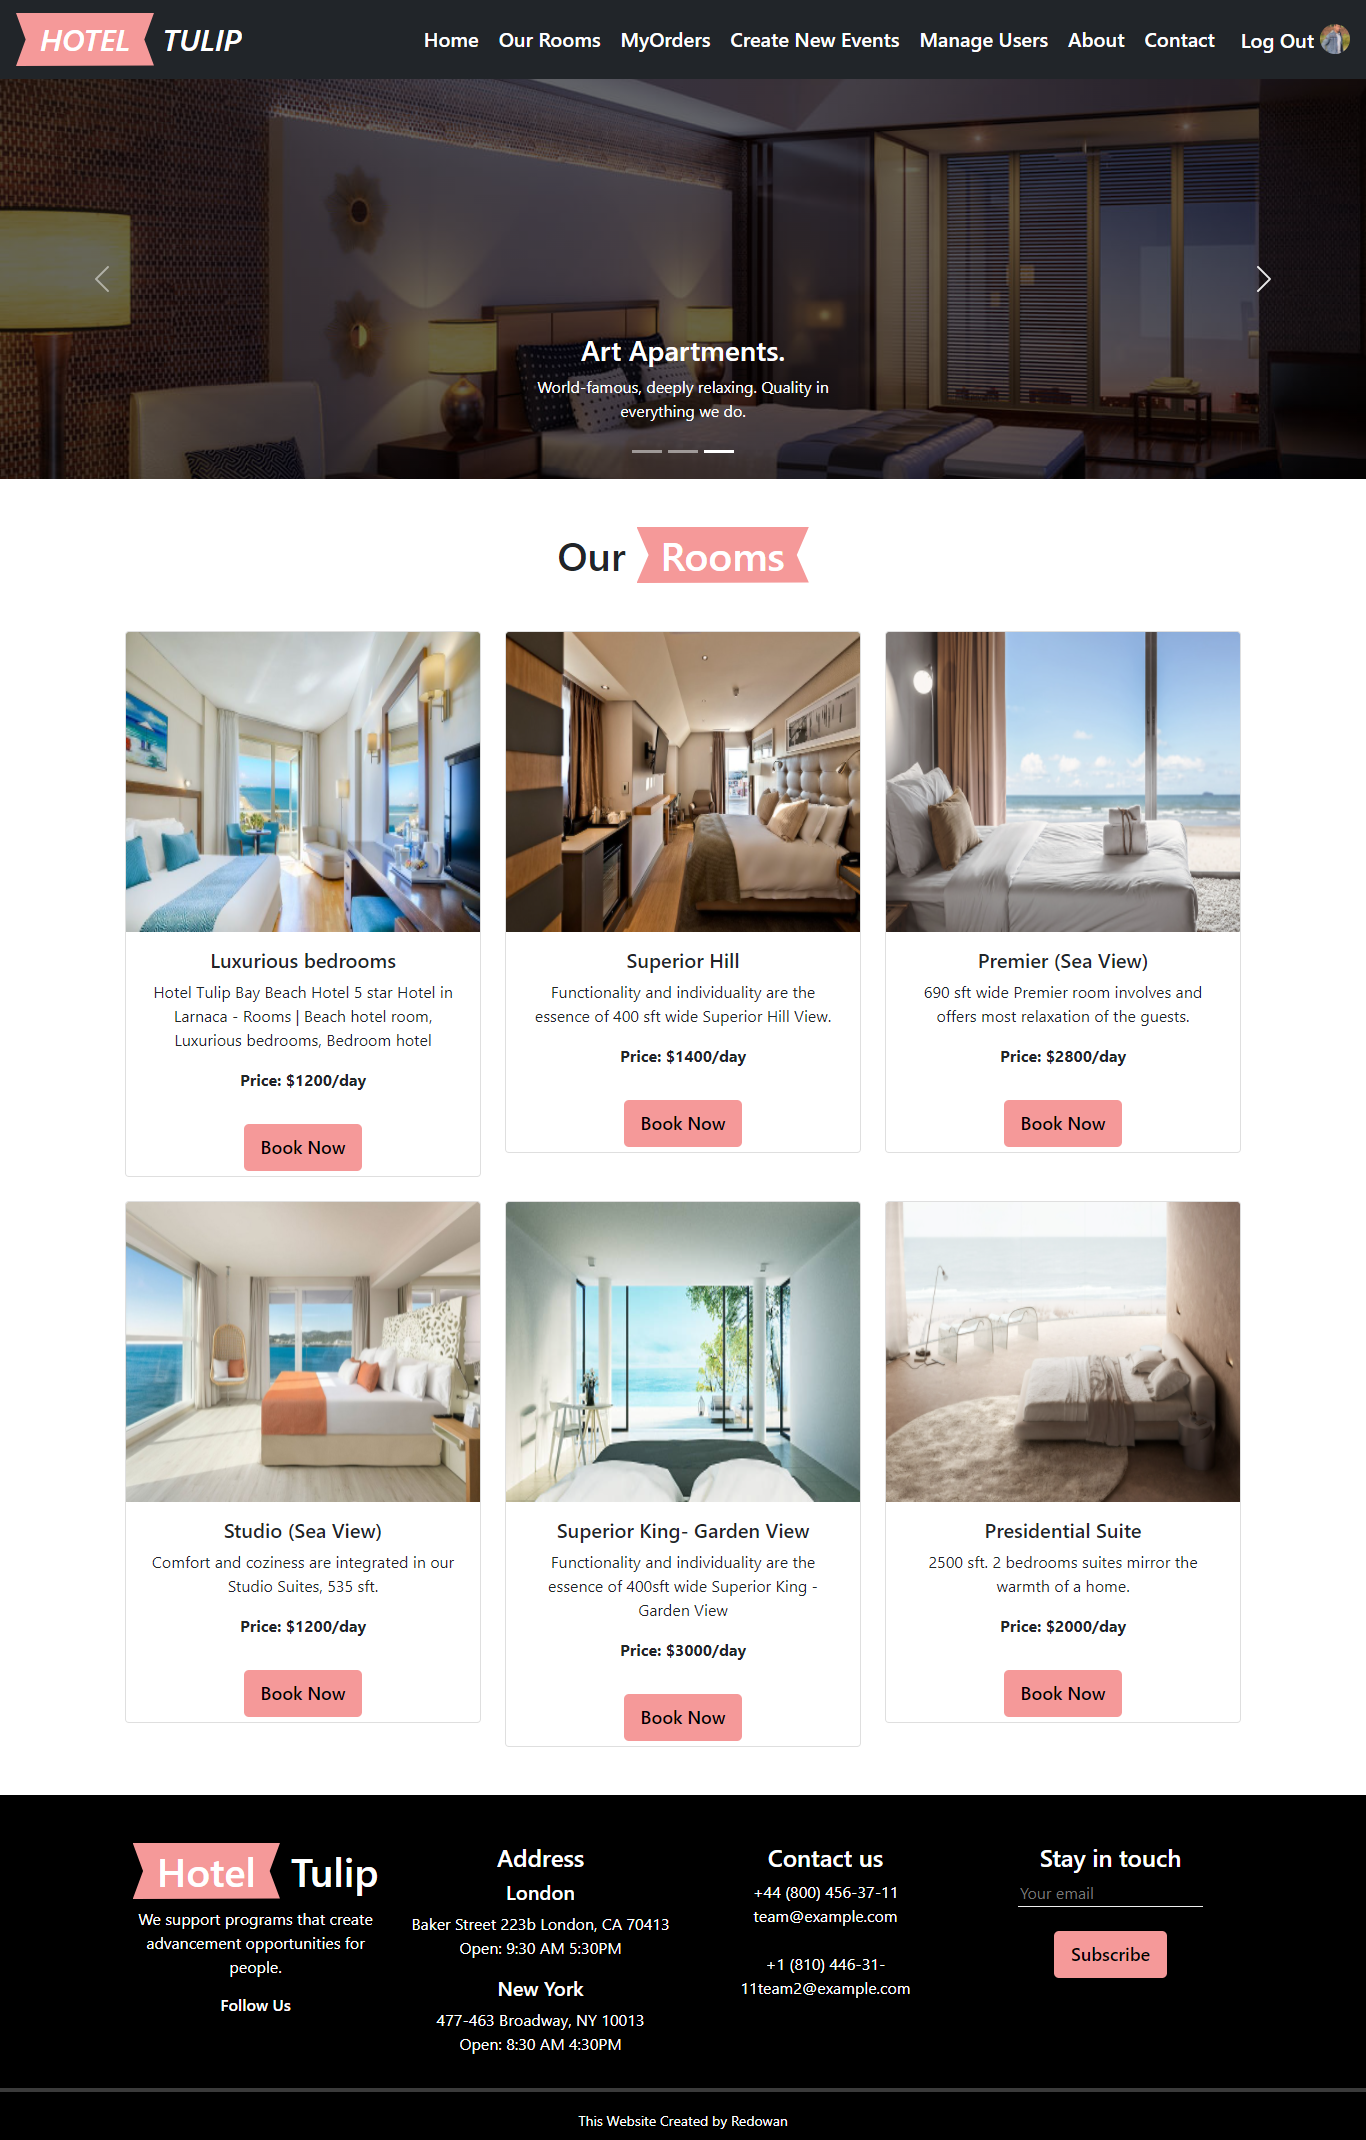 HOTEL TULIP
Home Our Rooms MyOrders Create New Events Manage Users About Contact Log Out
Art Apartments.
World-famous, deeply relaxing. Quality in
everything we do.
Our Rooms
Luxurious bedrooms
Hotel Tulip Bay Beach Hotel 5 star Hotel in
Larnaca - Rooms | Beach hotel room,
Luxurious bedrooms, Bedroom hotel
Price: $1200/day
Book Now
Superior Hill
Functionality and individuality are the
essence of 400 sft wide Superior Hill View.
Price: $1400/day
Book Now
Premier (Sea View)
690 sft wide Premier room involves and
offers most relaxation of the guests.
Price: $2800/day
Book Now
Studio (Sea View)
Comfort and coziness are integrated in our
Studio Suites, 535 sft.
Price: $1200/day
Book Now
Superior King- Garden View
Functionality and individuality are the
essence of 400sft wide Superior King -
Garden View
Price: $3000/day
Book Now
Presidential Suite
2500 sft. 2 bedrooms suites mirror the
warmth of a home.
Price: $2000/day
Book Now
Hotel Tulip
We support programs that create
advancement opportunities for
people.
Follow Us
Address
London
Baker Street 223b London, CA 70413
Open: 9:30 AM 5:30PM
New York
477-463 Broadway, NY 10013
Open: 8:30 AM 4:30PM
Contact us
+44 (800) 456-37-11
team@example.com
+1 (810) 446-31-
11team2@example.com
Stay in touch
Your email
Subscribe
This Website Created by Redowan